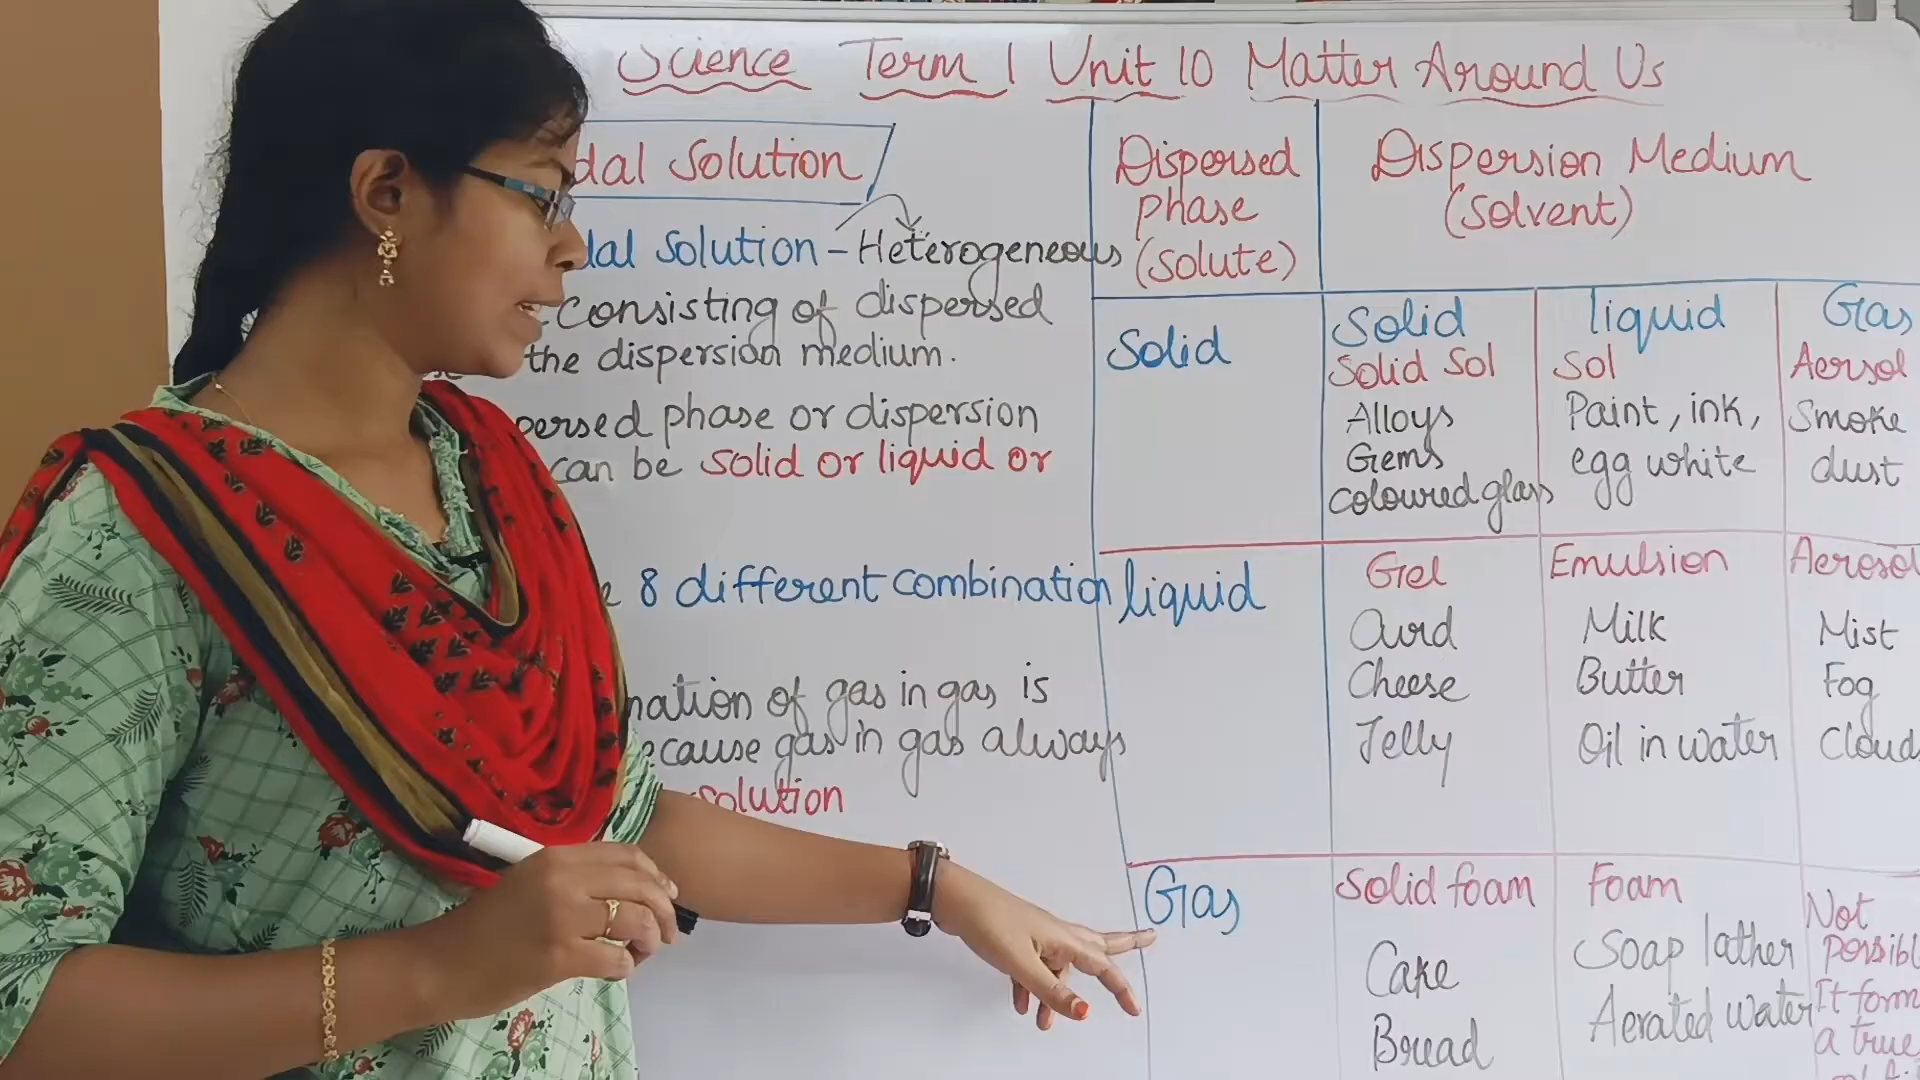 Science Term 1 Unit 10 Matter Around Us
dal Solution
dal solution - Heterogeneous
Consisting of dispersed
the dispersion medium.
persed phase or dispersion
can be solid or liquid or
8 different combination
nation of gas in gas is
ecause gas in gas always
solution
Dispersed phase (solute)
Dispersion Medium
(solvent)
Solid
Solid
liquid
Gas
Solid Sol
Sol
Aersol
Alloys
Paint, ink,
Smoke
Gems
egg white
dust
coloured glass
liquid
Gel
Emulsion
Aerosol
Curd
Milk
Mist
Cheese
Butter
Fog
Jelly
Oil in water
Cloud
Gas
Solid foam
Foam
Not
possibl
Cake
Soap lather
It form
Bread
Aerated water
a true